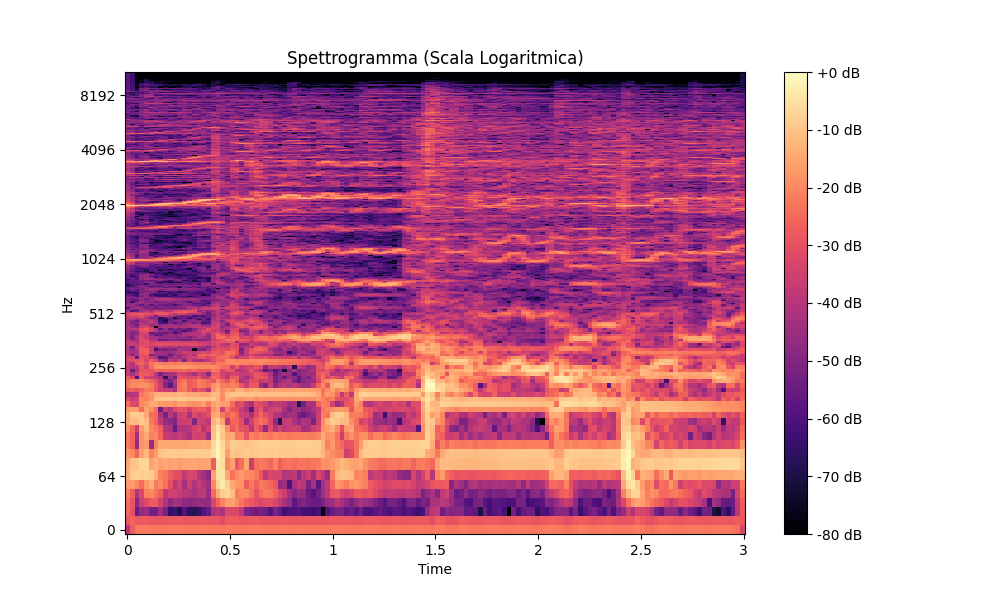 Spettrogramma (Scala Logaritmica)
8192
4096
2048
1024
512
256
128
64
0
Hz
0
0.5
1
1.5
2
2.5
3
Time
+0 dB
-10 dB
-20 dB
-30 dB
-40 dB
-50 dB
-60 dB
-70 dB
-80 dB